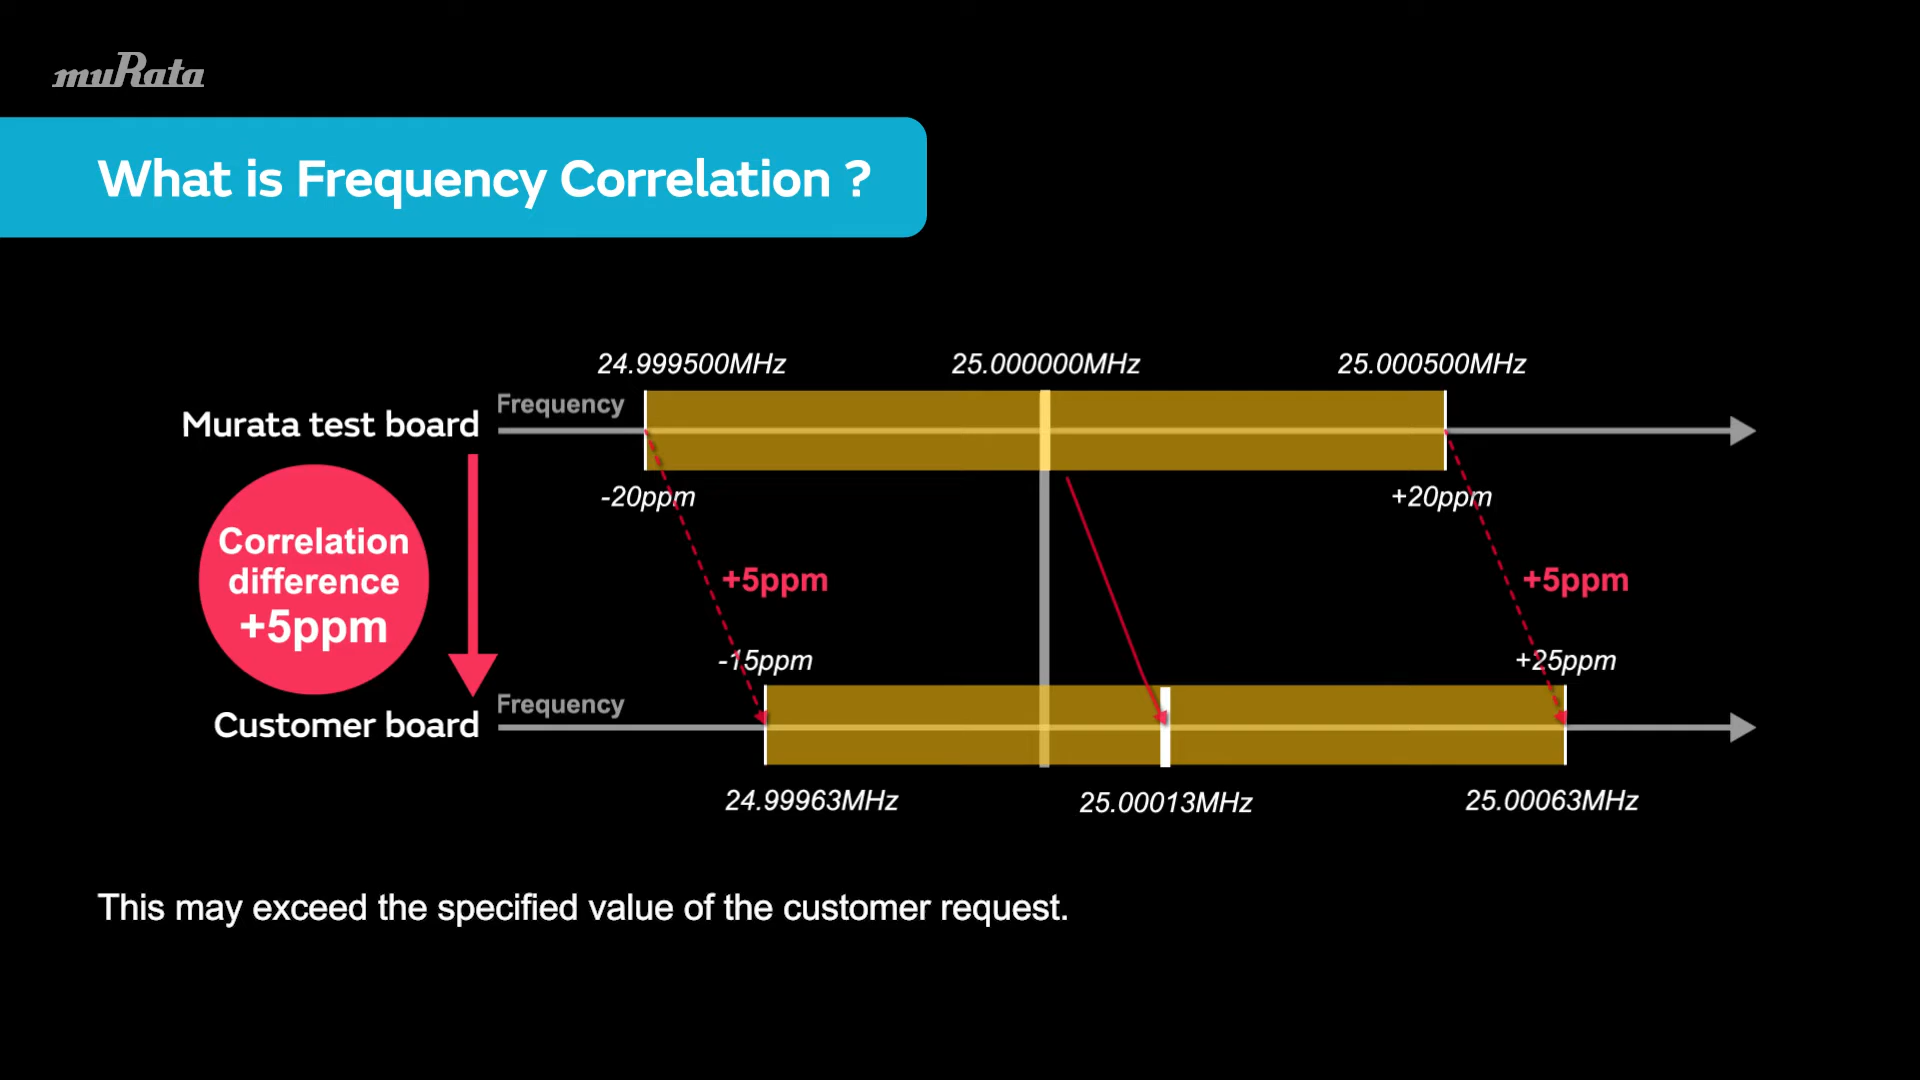 muRata
What is Frequency Correlation ?
24.999500MHz 25.000000MHz 25.000500MHz
Frequency
Murata test board
-20ppm +20ppm
Correlation
difference
+5ppm
+5ppm +5ppm
-15ppm +25ppm
Frequency
Customer board
24.99963MHz 25.00013MHz 25.00063MHz
This may exceed the specified value of the customer request.